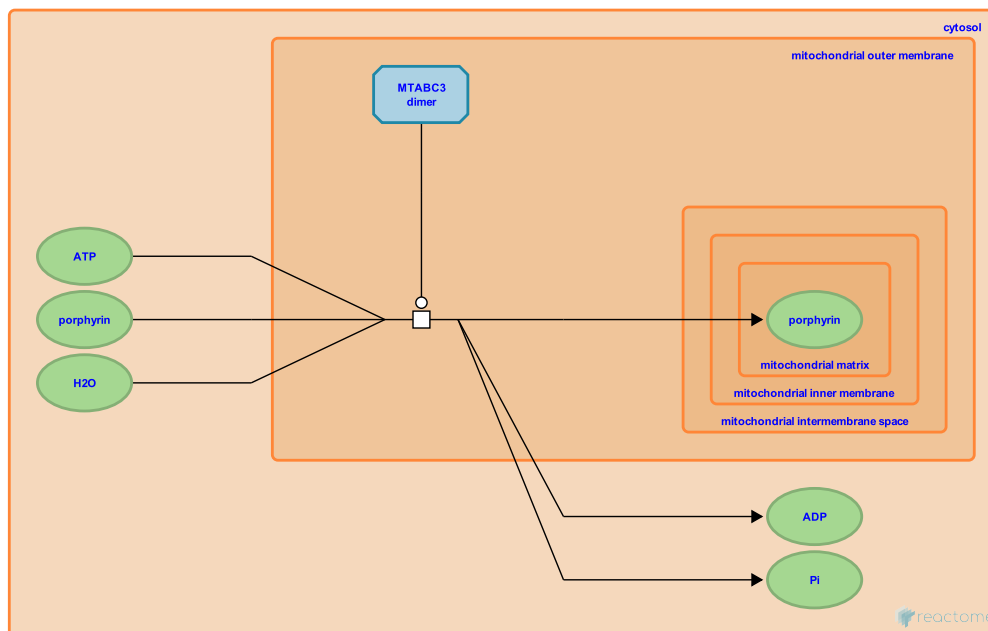 cytosol
mitochondrial outer membrane
MTABC3
dimer
ATP
porphyrin
H2O
porphyrin
mitochondrial matrix
mitochondrial inner membrane
mitochondrial intermembrane space
ADP
Pi
reactome